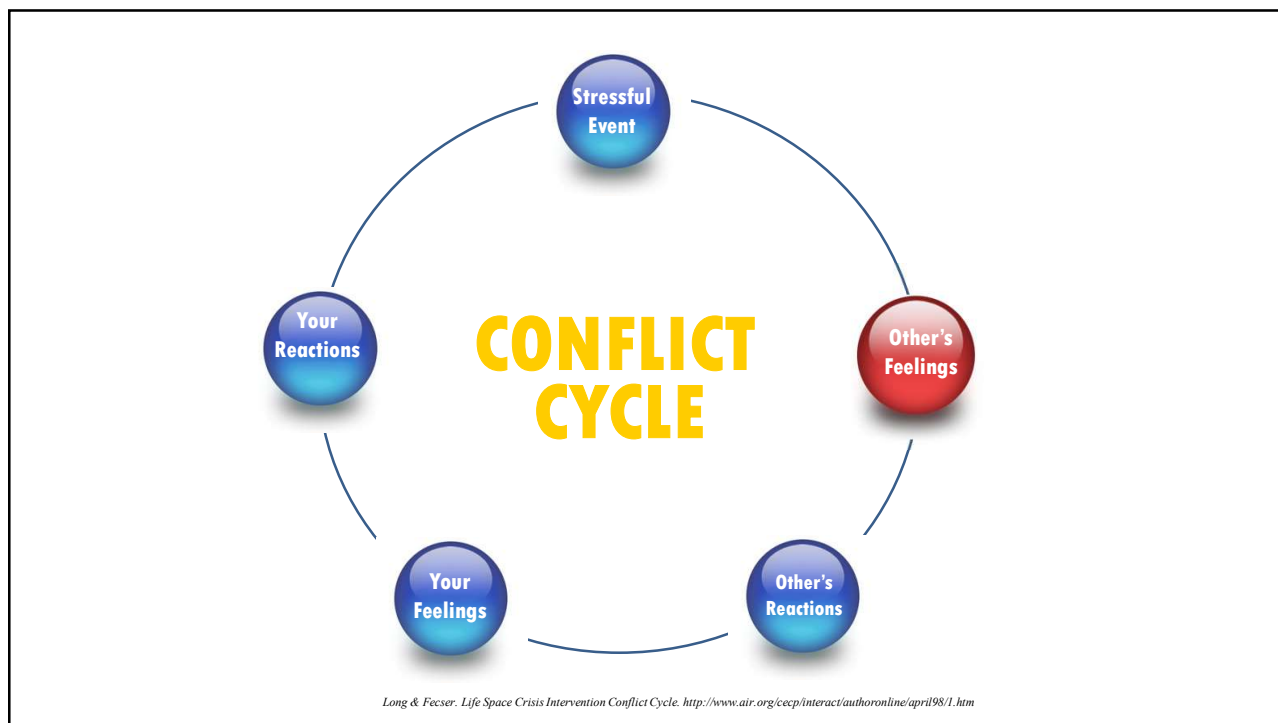 Stressful
Event
Other's
Feelings
Other's
Reactions
Your
Feelings
Your
Reactions
CONFLICT
CYCLE
Long & Fecser. Life Space Crisis Intervention Conflict Cycle. http://www.air.org/cecp/interact/authoronline/april98/1.htm